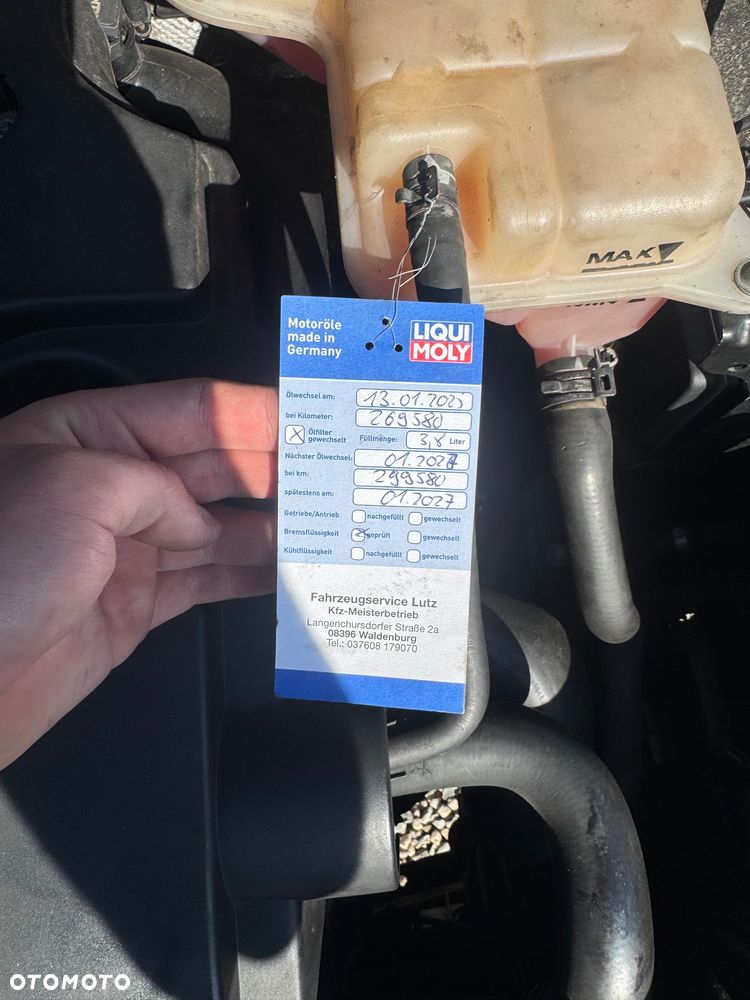 MAX
Motoröle
made in
Germany
LIQUI
MOLY
Ölwechsel am: 13.01.2025
bei Kilometer: 269580
X Ölfilter
gewechselt Füllmenge: 3,8 Liter
Nächster Ölwechsel: 01.2027
bei km: 299580
spätestens am: 01.2027
Getriebe/Antrieb nachgefüllt gewechselt
Bremsflüssigkeit geprüft gewechselt
Kühlflüssigkeit nachgefüllt gewechselt
Fahrzeugservice Lutz
Kfz-Meisterbetrieb
Langenchursdorfer Straße 2a
08396 Waldenburg
Tel.: 037608 179070
OTOMOTO